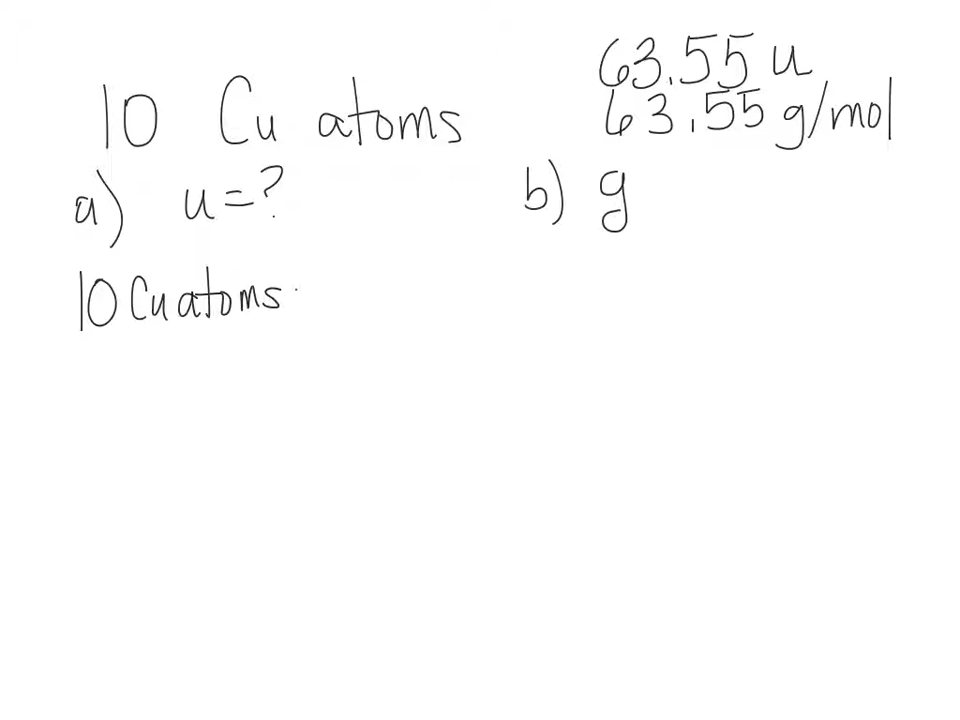 63.55 u
10 Cu atoms
63.55 g/mol
a) u=?
b) g
10 Cu atoms.